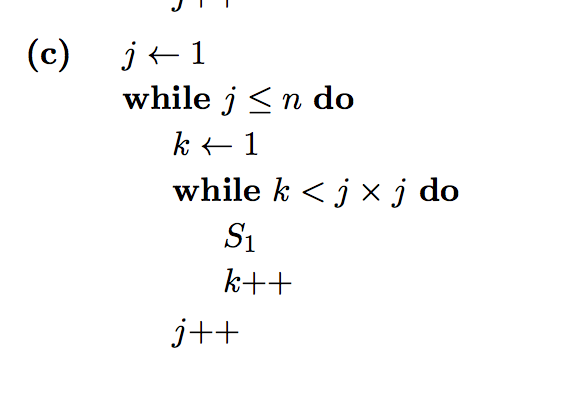 (c) j ← 1
while j ≤ n do
k ← 1
while k < j × j do
S₁
k++
j++